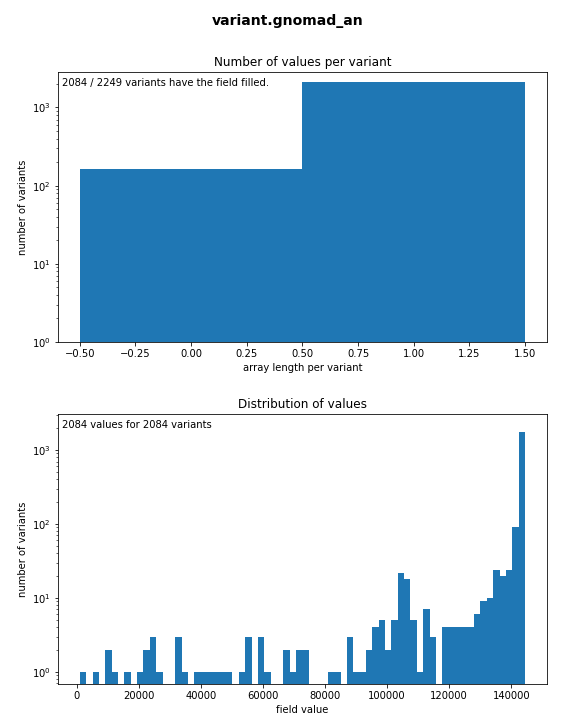 variant.gnomad_an
Number of values per variant
2084 / 2249 variants have the field filled.
number of variants
10³
10²
10¹
10⁰
−0.50 −0.25 0.00 0.25 0.50 0.75 1.00 1.25 1.50
array length per variant
Distribution of values
2084 values for 2084 variants
number of variants
10³
10²
10¹
10⁰
0 20000 40000 60000 80000 100000 120000 140000
field value